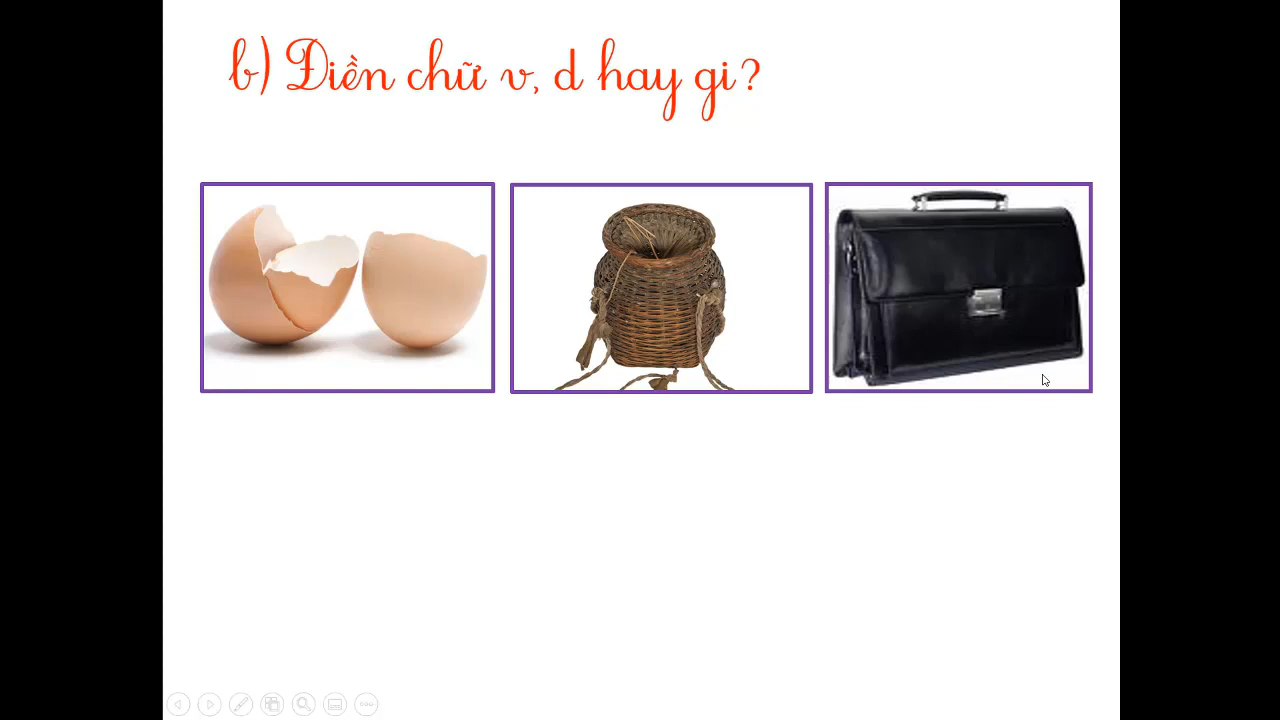 b) Điền chữ v, d hay gi?